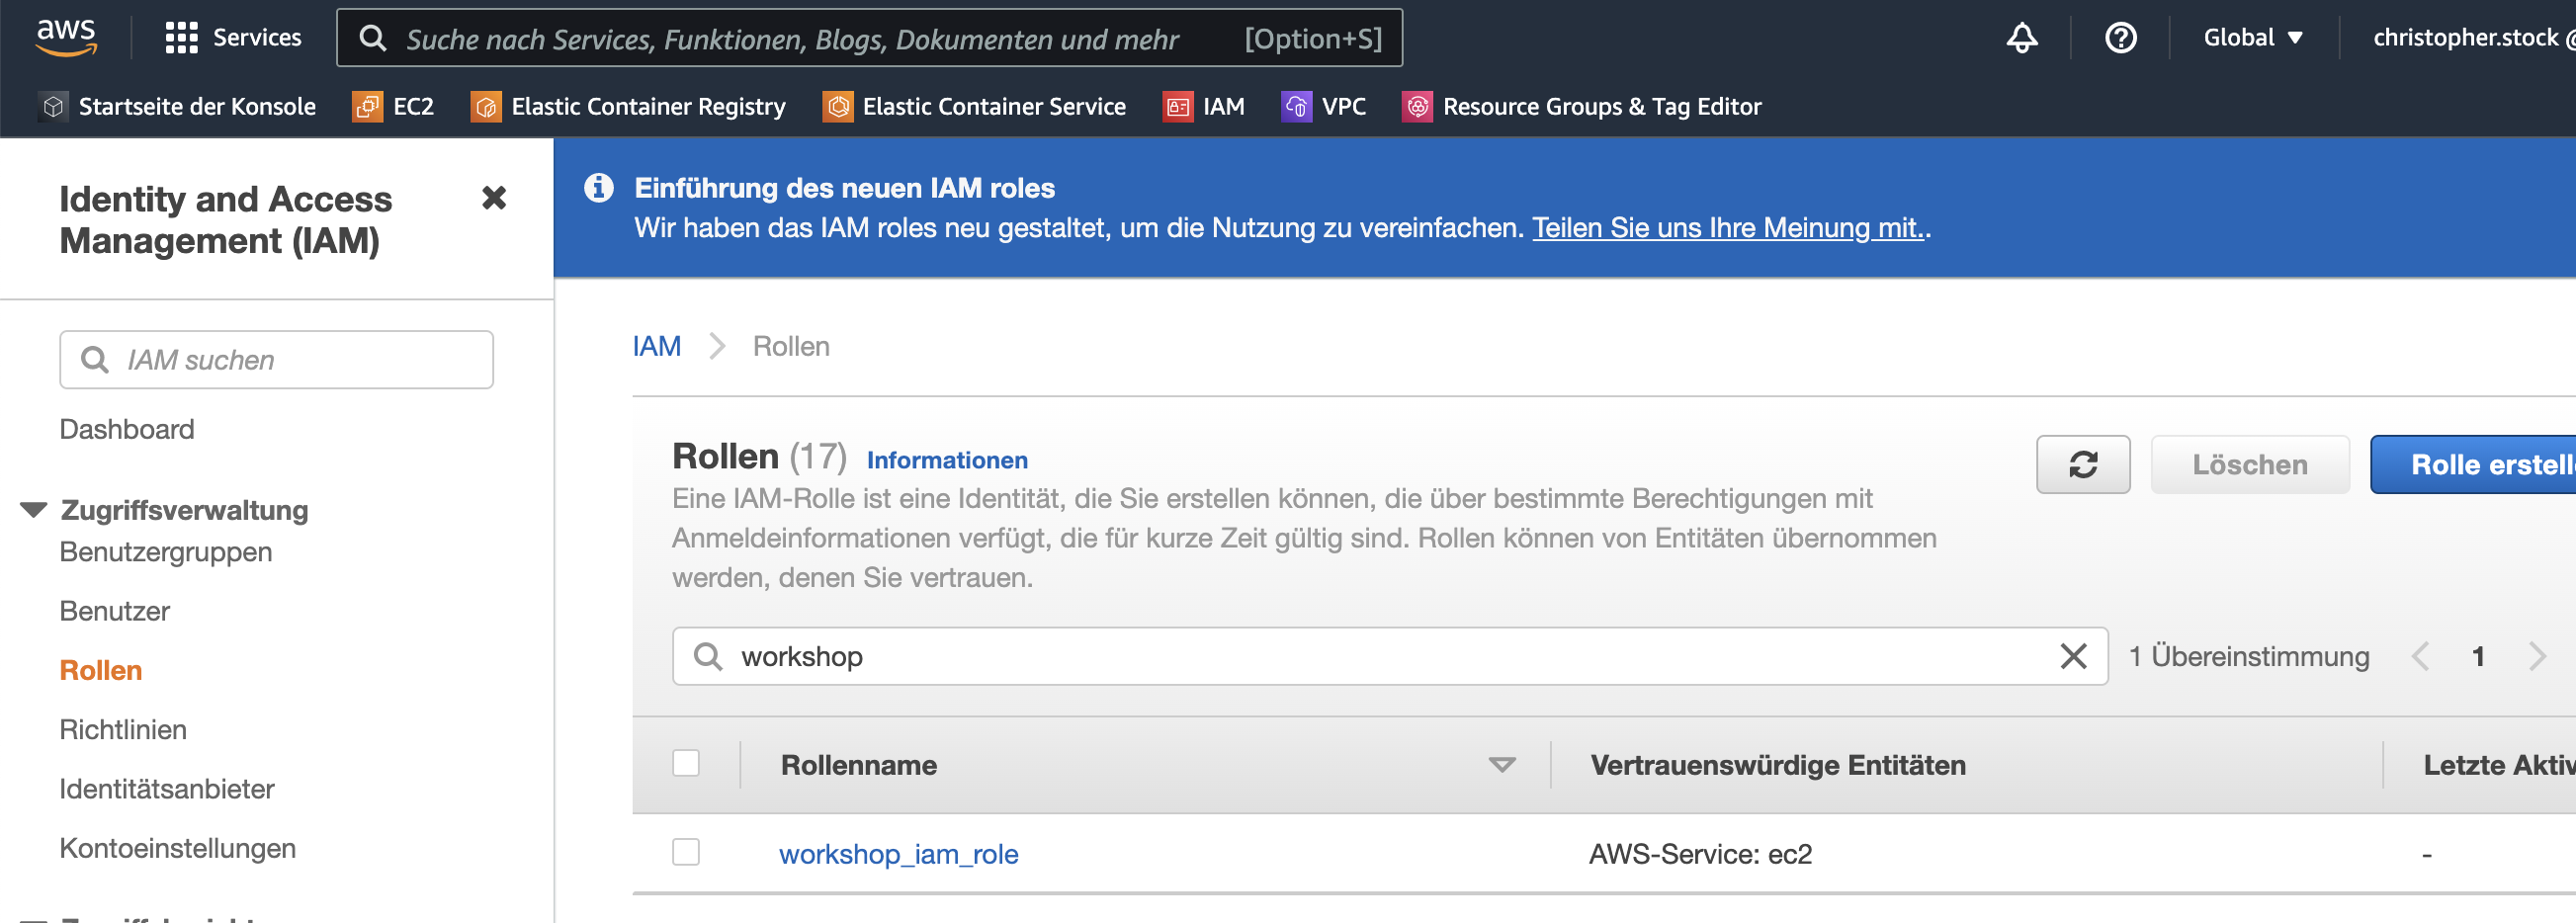 aws
Services
Suche nach Services, Funktionen, Blogs, Dokumenten und mehr [Option+S]
Global
christopher.stock
Startseite der Konsole
EC2
Elastic Container Registry
Elastic Container Service
IAM
VPC
Resource Groups & Tag Editor
Identity and Access
Management (IAM)
IAM suchen
Dashboard
Zugriffsverwaltung
Benutzergruppen
Benutzer
Rollen
Richtlinien
Identitätsanbieter
Kontoeinstellungen
Einführung des neuen IAM roles
Wir haben das IAM roles neu gestaltet, um die Nutzung zu vereinfachen. Teilen Sie uns Ihre Meinung mit..
IAM
Rollen
Rollen (17) Informationen
Eine IAM-Rolle ist eine Identität, die Sie erstellen können, die über bestimmte Berechtigungen mit
Anmeldeinformationen verfügt, die für kurze Zeit gültig sind. Rollen können von Entitäten übernommen
werden, denen Sie vertrauen.
Löschen
Rolle erstell
workshop
1 Übereinstimmung
1
Rollenname
Vertrauenswürdige Entitäten
Letzte Aktiv
workshop_iam_role
AWS-Service: ec2
-